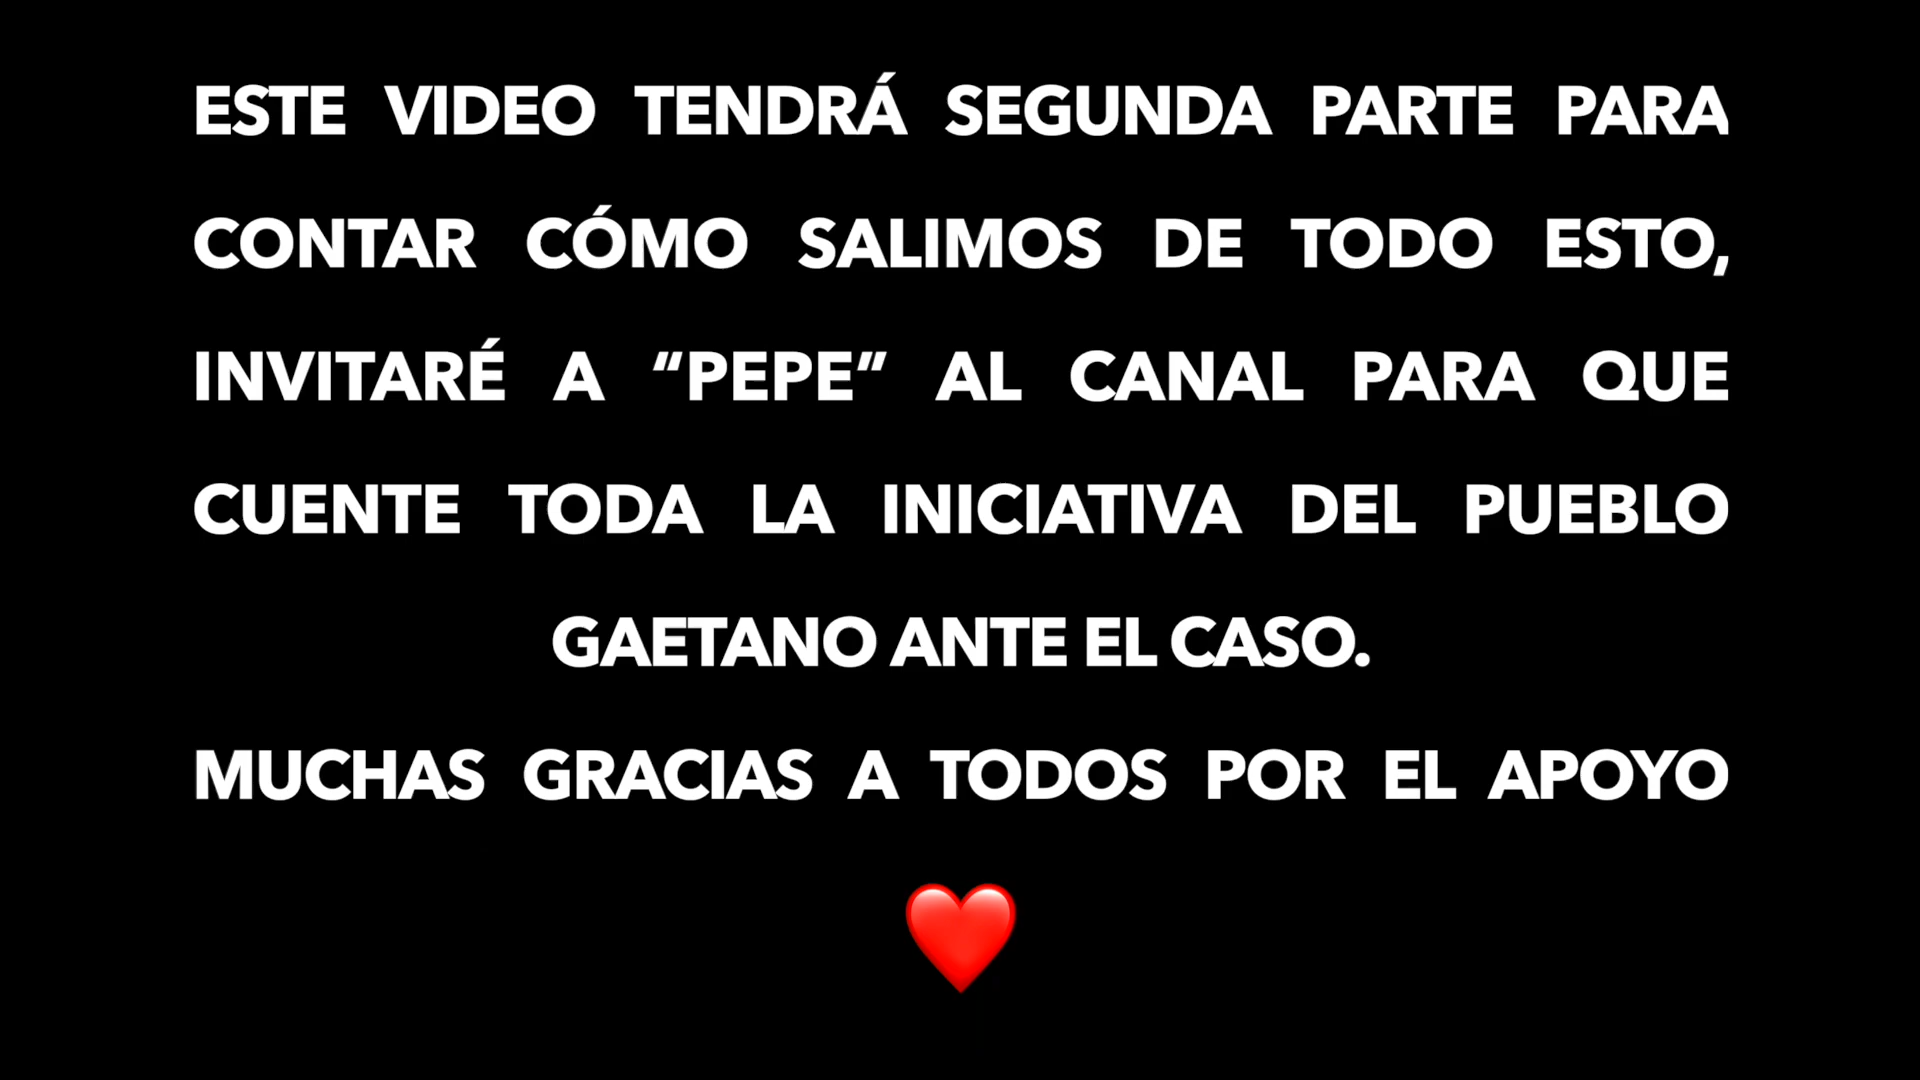 ESTE VIDEO TENDRÁ SEGUNDA PARTE PARA
CONTAR CÓMO SALIMOS DE TODO ESTO,
INVITARÉ A “PEPE” AL CANAL PARA QUE
CUENTE TODA LA INICIATIVA DEL PUEBLO
GAETANO ANTE EL CASO.
MUCHAS GRACIAS A TODOS POR EL APOYO
❤️